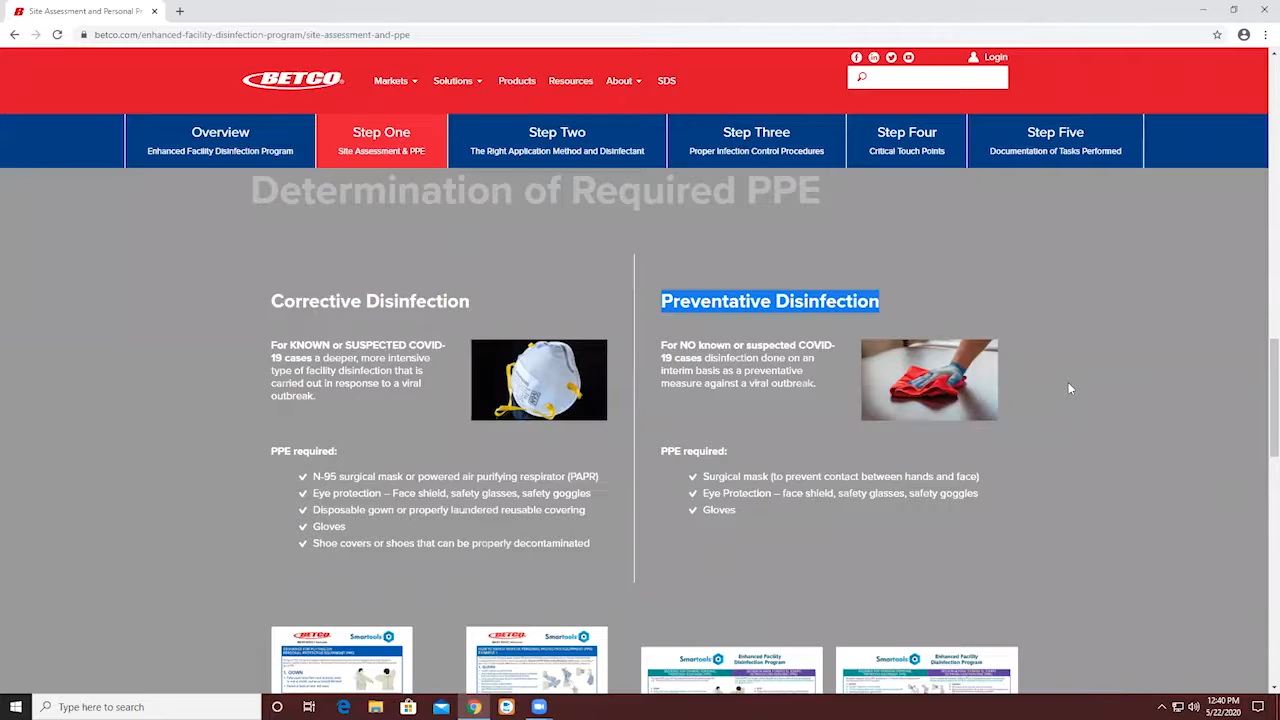 Site Assessment and Personal Pr
betco.com/enhanced-facility-disinfection-program/site-assessment-and-ppe
BETCO
Markets
Solutions
Products
Resources
About
SDS
Login
Overview
Enhanced Facility Disinfection Program
Step One
Site Assessment & PPE
Step Two
The Right Application Method and Disinfectant
Step Three
Proper Infection Control Procedures
Step Four
Critical Touch Points
Step Five
Documentation of Tasks Performed
Determination of Required PPE
Corrective Disinfection
For KNOWN or SUSPECTED COVID-
19 cases a deeper, more intensive
type of facility disinfection that is
carried out in response to a viral
outbreak.
PPE required:
N-95 surgical mask or powered air purifying respirator (PAPR)
Eye protection – Face shield, safety glasses, safety goggles
Disposable gown or properly laundered reusable covering
Gloves
Shoe covers or shoes that can be properly decontaminated
Preventative Disinfection
For NO known or suspected COVID-
19 cases disinfection done on an
interim basis as a preventative
measure against a viral outbreak.
PPE required:
Surgical mask (to prevent contact between hands and face)
Eye Protection – face shield, safety glasses, safety goggles
Gloves
BETCO
Smartools
1. GOWN
BETCO
Smartools
Smartools
Enhanced Facility
Disinfection Program
Smartools
Enhanced Facility
Disinfection Program
Type here to search
12:40 PM
5/22/2020